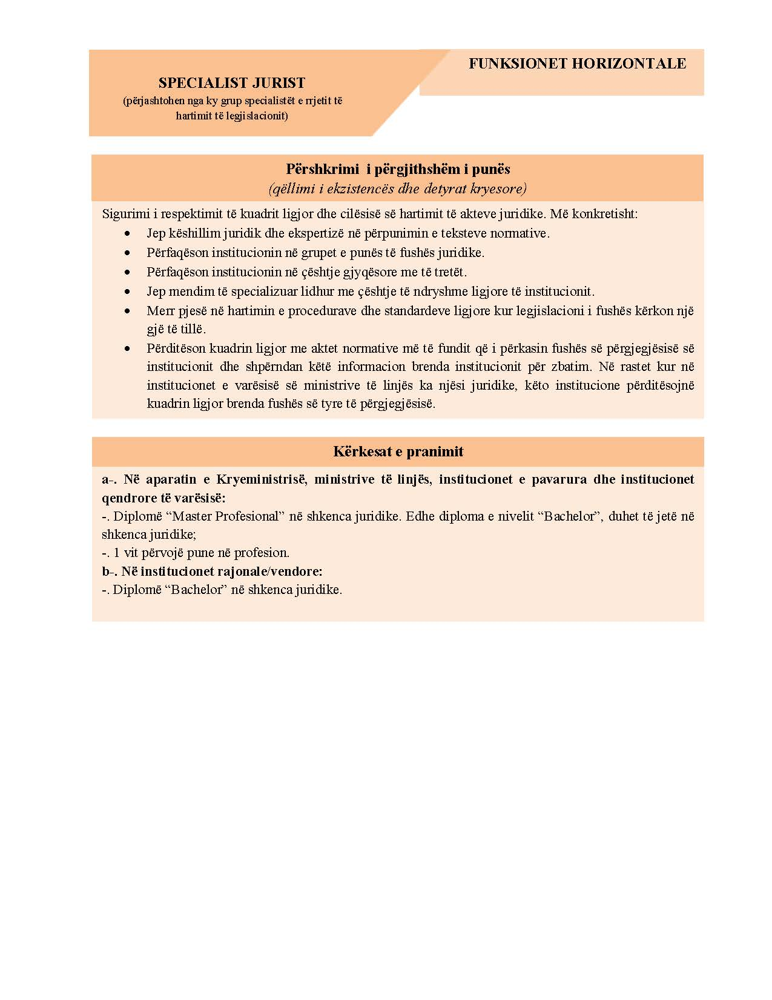 FUNKSIONET HORIZONTALE
SPECIALIST JURIST
(përjashtohen nga ky grup specialistët e rrjetit të
hartimit të legjislacionit)
Përshkrimi  i përgjithshëm i punës
(qëllimi i ekzistencës dhe detyrat kryesore)
Sigurimi i respektimit të kuadrit ligjor dhe cilësisë së hartimit të akteve juridike. Më konkretisht:
• Jep këshillim juridik dhe ekspertizë në përpunimin e teksteve normative.
• Përfaqëson institucionin në grupet e punës të fushës juridike.
• Përfaqëson institucionin në çështje gjyqësore me të tretët.
• Jep mendim të specializuar lidhur me çështje të ndryshme ligjore të institucionit.
• Merr pjesë në hartimin e procedurave dhe standardeve ligjore kur legjislacioni i fushës kërkon një
gjë të tillë.
• Përditëson kuadrin ligjor me aktet normative më të fundit që i përkasin fushës së përgjegjësisë së
institucionit dhe shpërndan këtë informacion brenda institucionit për zbatim. Në rastet kur në
institucionet e varësisë së ministrive të linjës ka njësi juridike, këto institucione përditësojnë
kuadrin ligjor brenda fushës së tyre të përgjegjësisë.
Kërkesat e pranimit
a-. Në aparatin e Kryeministrisë, ministrive të linjës, institucionet e pavarura dhe institucionet
qendrore të varësisë:
-. Diplomë “Master Profesional” në shkenca juridike. Edhe diploma e nivelit “Bachelor”, duhet të jetë në
shkenca juridike;
-. 1 vit përvojë pune në profesion.
b-. Në institucionet rajonale/vendore:
-. Diplomë “Bachelor” në shkenca juridike.